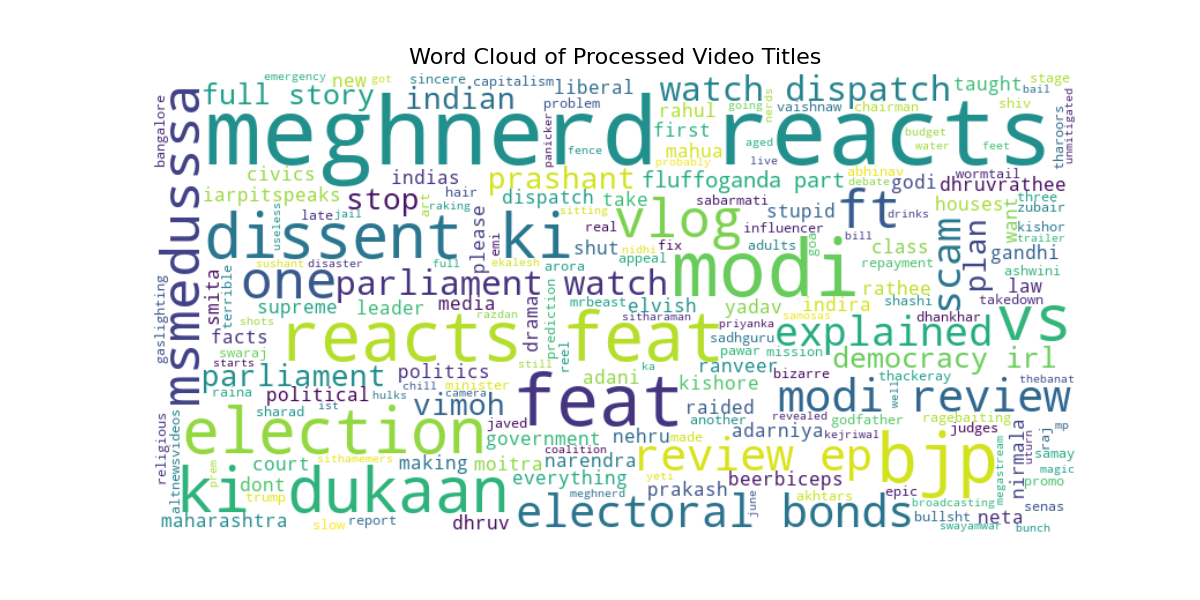 Word Cloud of Processed Video Titles
emergency
new
got
sincere
capitalism
liberal
watch dispatch
taught
stage
bail
full story
indian
problem
rahul
going
nerds
vaishnaw
chairman
shiv
bangalore
msmedusssa
meghnerd reacts
panicker
fence
first
mahua
probably
aged
live
budget
water
feet
tharoors
unmitigated
civics
indias
prashant
fluffoganda part
abhinav
debate
godi
wormtail
dhruvrathee
iarpitspeaks
stop
hair
raking
art
dispatch
take
sabarmati
stupid
ft
drinks
houses
three
zubair
want
late
jail
useless
please
sitting
real
vlog
influencer
goa
bill
scam
plan
kishor
trailer
dissent ki
emi
shut
nidhi
fix
adults
class
gandhi
sushant
disaster
full
ekalesh
arora
appeal
modi
repayment
rathee
ashwini
law
one
parliament watch
smita
terrible
supreme
leader
media
drama
prediction
mrbeast
elvish
yadav
indira
shashi
takedown
gaslighting
shots
razdan
sitharaman
samosas
dhankhar
vs
facts
reacts feat
priyanka
sadhguru
explained
swaraj
starts
still
reel
ka
pawar
mission
democracy irl
parliament
politics
adani
ranveer
bizarre
thackeray
thebanat
raina
political
chill
minister
hulks
camera
feat
kishore
modi review
well
sharad
ist
vimoh
raided
another
revealed
godfather
ragebaiting
religious
altnewsvideos
election
javed
government
coalition
nehru
made
adarniya
kejriwal
judges
nirmala
uturn
viraj
mp
samay
court
sithamemers
making
moitra
narendra
review ep
bjp
magic
prem
dont
everything
yeti
beerbiceps
megastream
promo
ki dukaan
trump
meghnerd
prakash
june
akhtars
epic
broadcasting
senas
maharashtra
slow
report
dhruv
electoral bonds
bullsht
neta
swayamwar
bunch